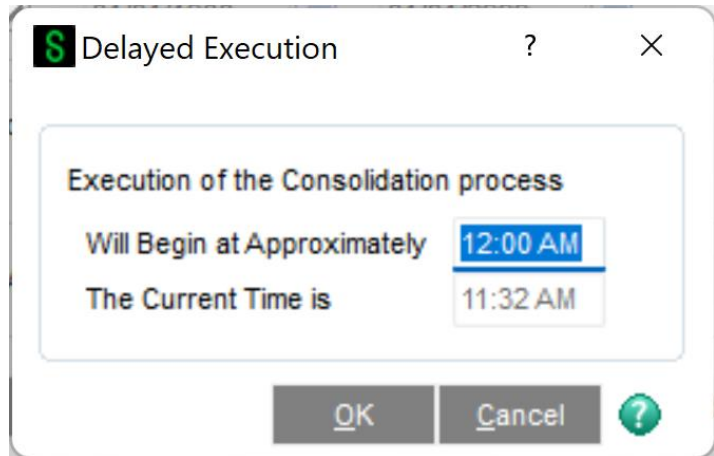 S Delayed Execution ?
Execution of the Consolidation process
Will Begin at Approximately 12:00 AM
The Current Time is 11:32 AM
OK Cancel ?